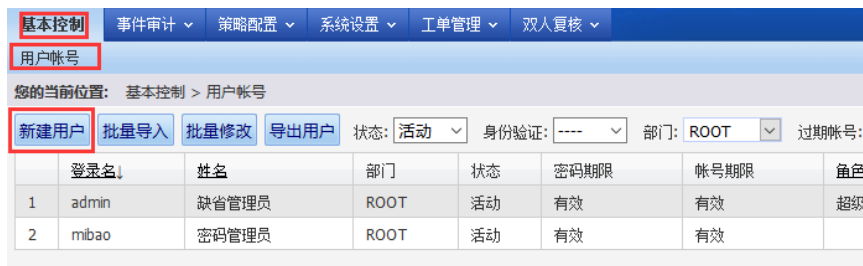 基本控制 事件审计 策略配置 系统设置 工单管理 双人复核
用户帐号
您的当前位置: 基本控制 > 用户帐号
新建用户 批量导入 批量修改 导出用户 状态: 活动 身份验证: ---- 部门: ROOT 过期帐号:
登录名↓ 姓名 部门 状态 密码期限 帐号期限 角色
1 admin 缺省管理员 ROOT 活动 有效 有效 超级
2 mibao 密码管理员 ROOT 活动 有效 有效